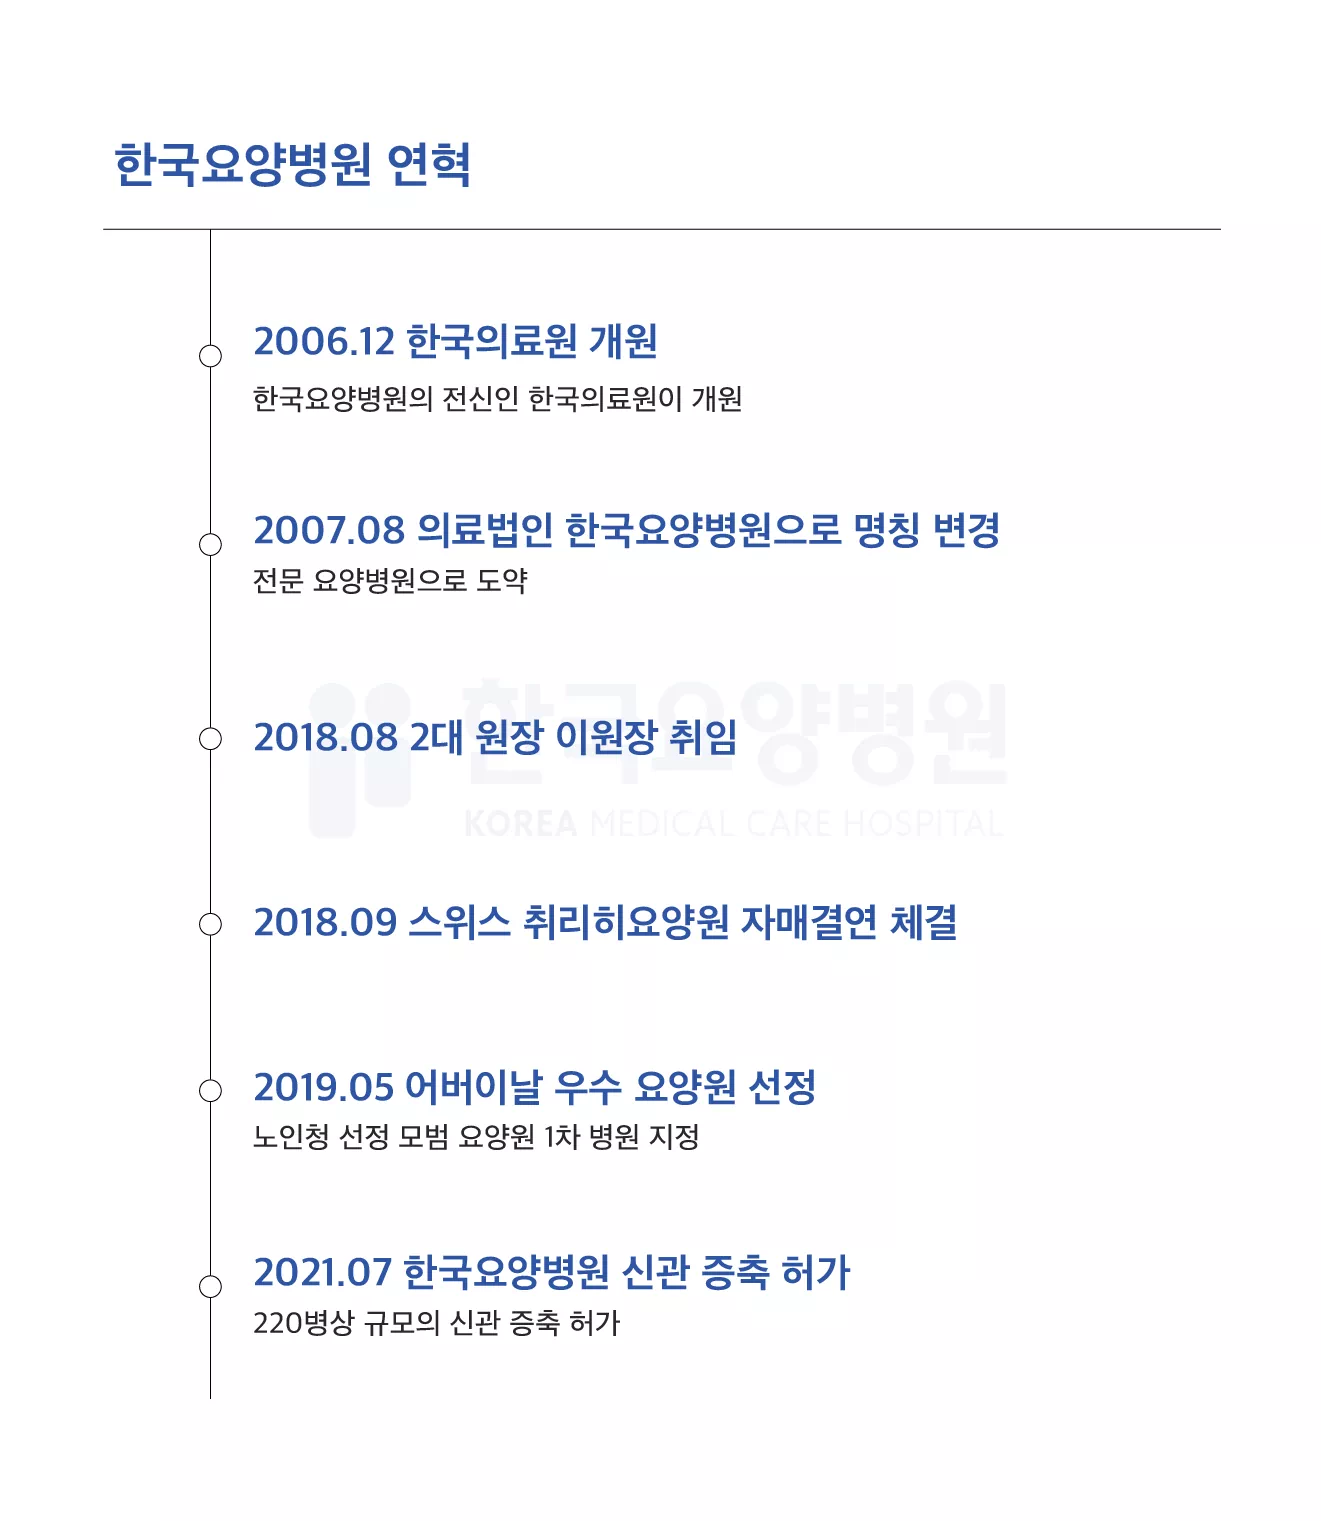 한국요양병원 연혁
2006.12 한국의료원 개원
한국요양병원의 전신인 한국의료원이 개원
2007.08 의료법인 한국요양병원으로 명칭 변경
전문 요양병원으로 도약
2018.08 2대 원장 이원장 취임
한국요양병원
KOREA MEDICAL CARE HOSPITAL
2018.09 스위스 취리히요양원 자매결연 체결
2019.05 어버이날 우수 요양원 선정
노인청 선정 모범 요양원 1차 병원 지정
2021.07 한국요양병원 신관 증축 허가
220병상 규모의 신관 증축 허가